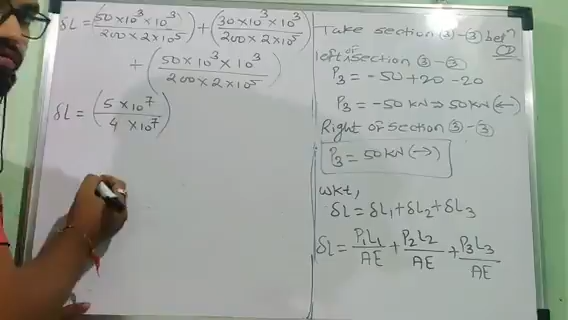 δL = (50×10³×10³ / 200×2×10⁵) + (30×10³×10³ / 200×2×10⁵)
+ (50×10³×10³ / 200×2×10⁵)
δL = (5×10⁷ / 4×10⁷)
Take section ③-③ betⁿ CD
left of section ③-③
P₃ = -50+20-20
P₃ = -50 kN ⇒ 50kN(←)
Right of section ③-③
P₃ = 50kN(→)
wkt,
δL = δL₁+δL₂+δL₃
δL = P₁L₁/AE + P₂L₂/AE + P₃L₃/AE